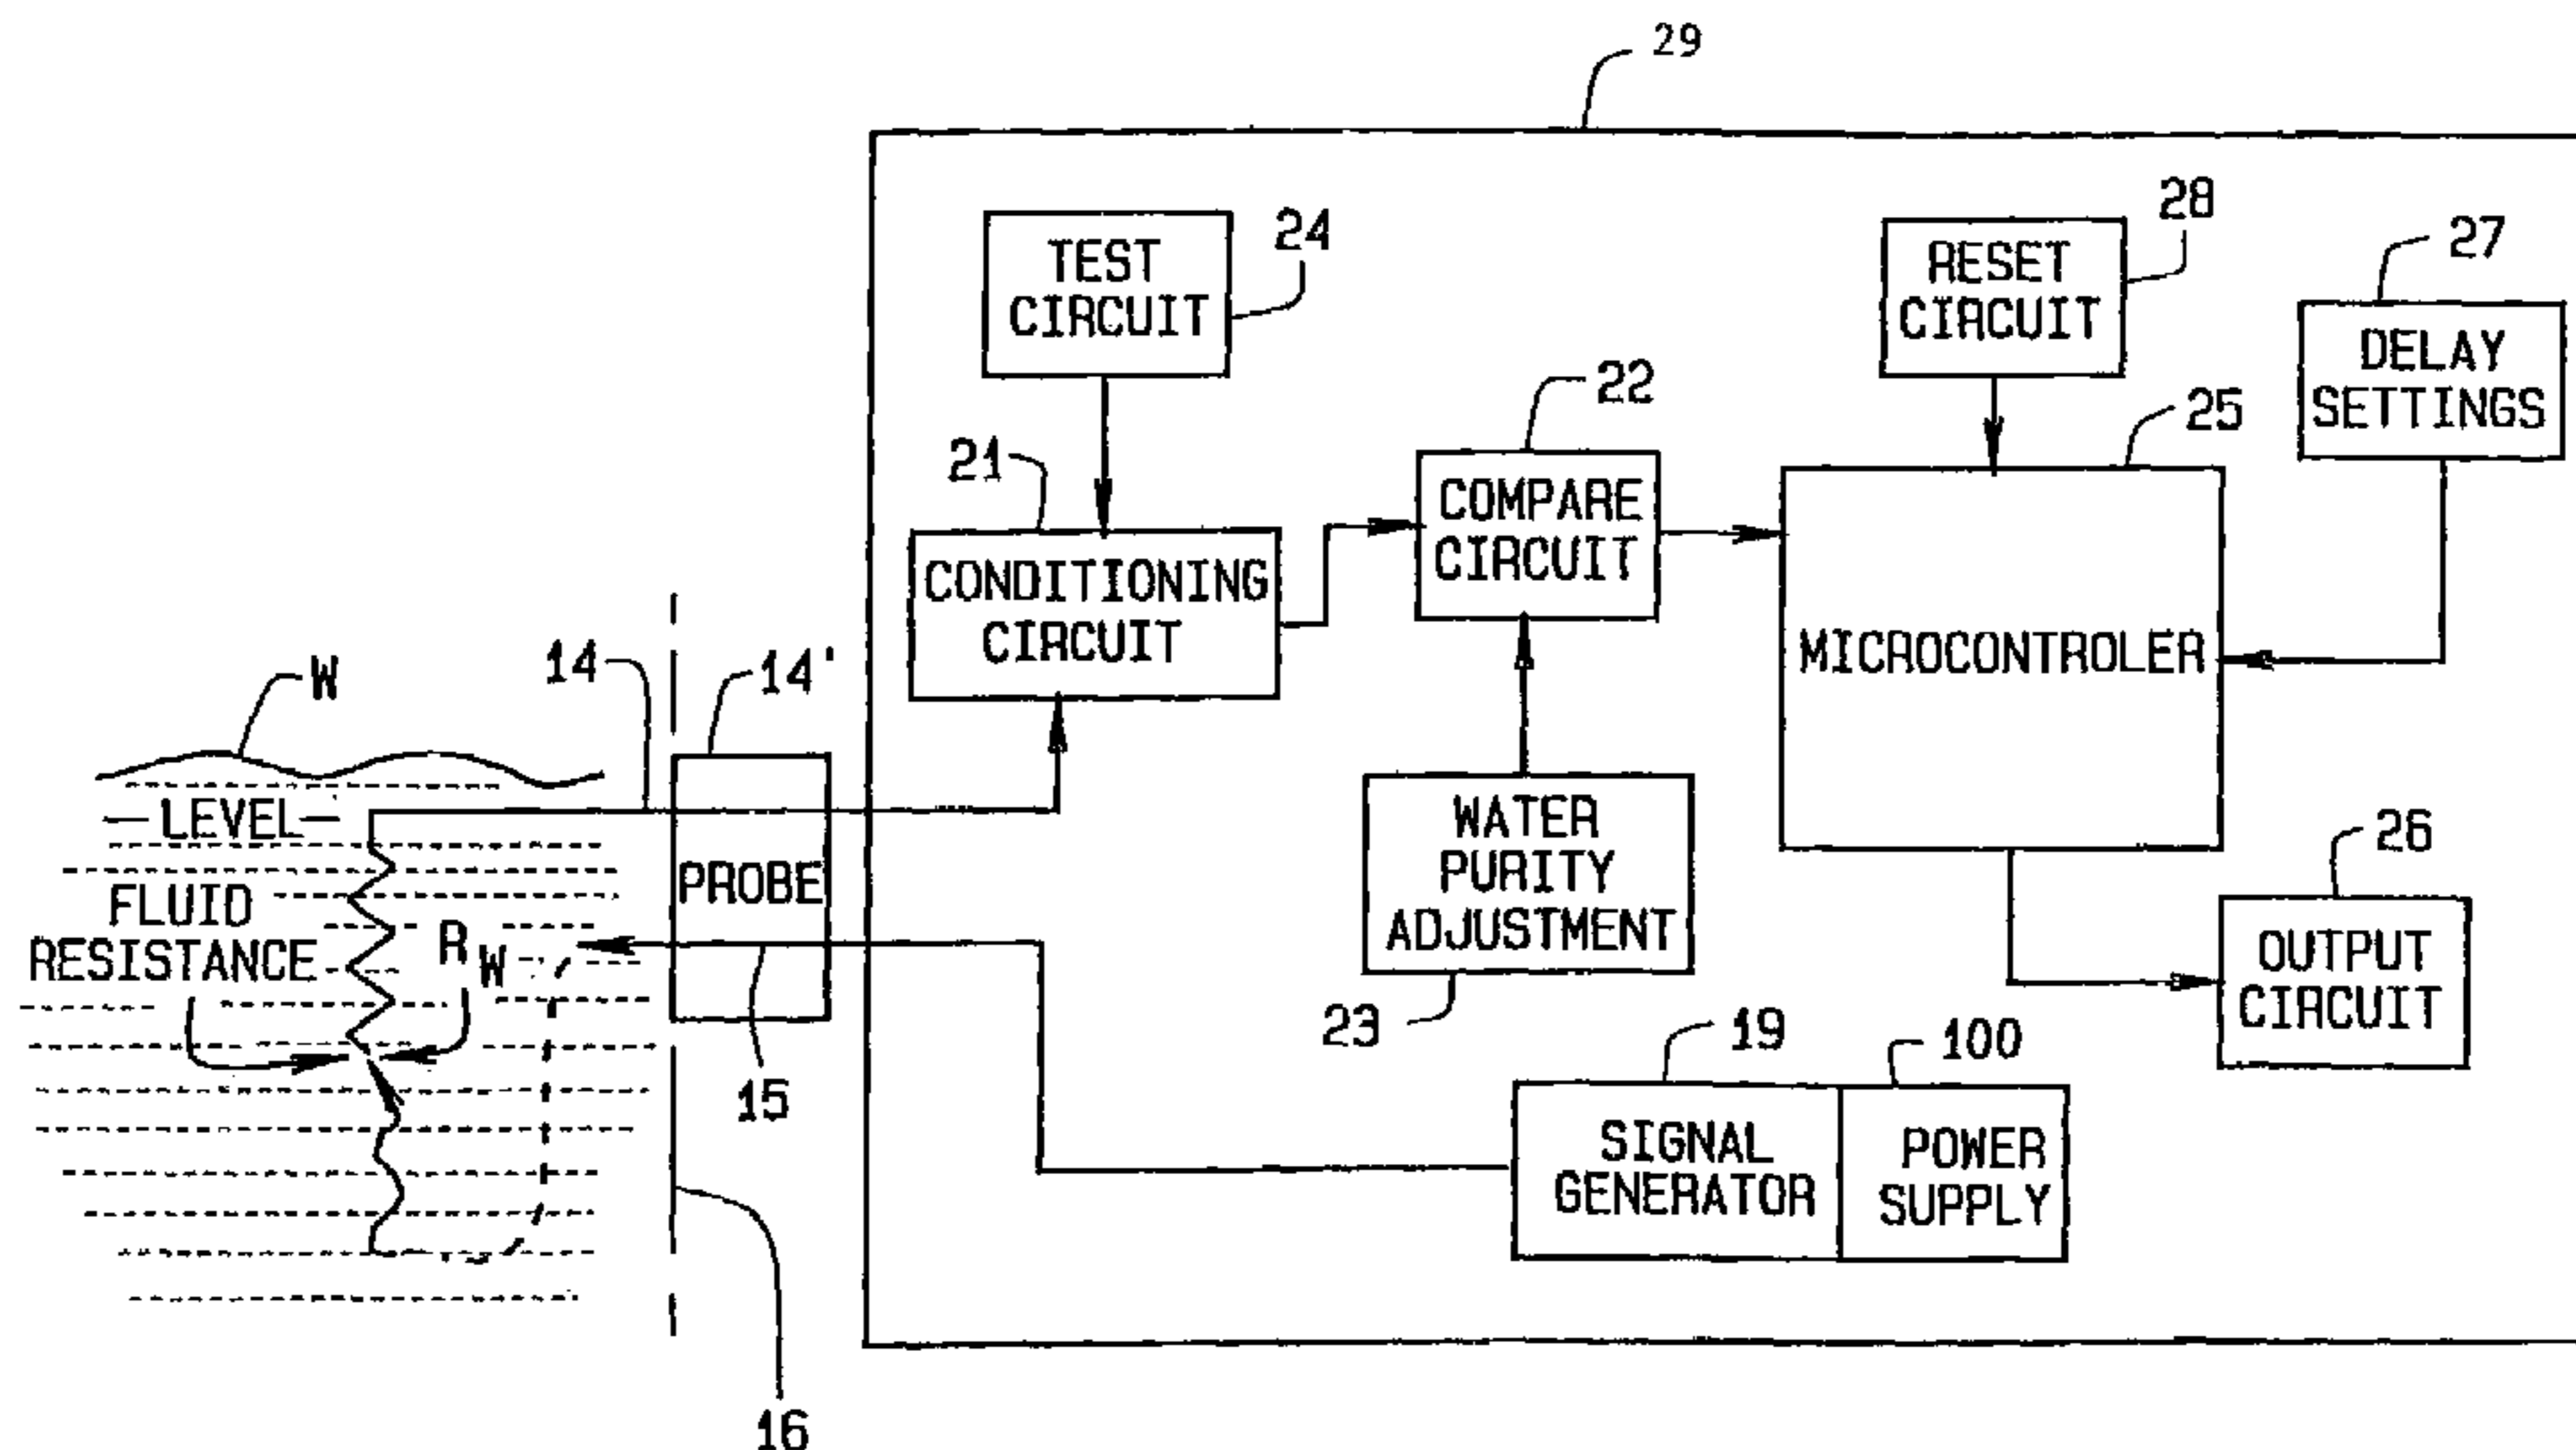 29
TEST
CIRCUIT
24
RESET
CIRCUIT
28
27
DELAY
SETTINGS
21
CONDITIONING
CIRCUIT
22
COMPARE
CIRCUIT
25
MICROCONTROLER
W
14
14'
LEVEL
PROBE
FLUID
RESISTANCE
R W
15
16
WATER
PURITY
ADJUSTMENT
23
26
OUTPUT
CIRCUIT
19
100
SIGNAL
GENERATOR
POWER
SUPPLY